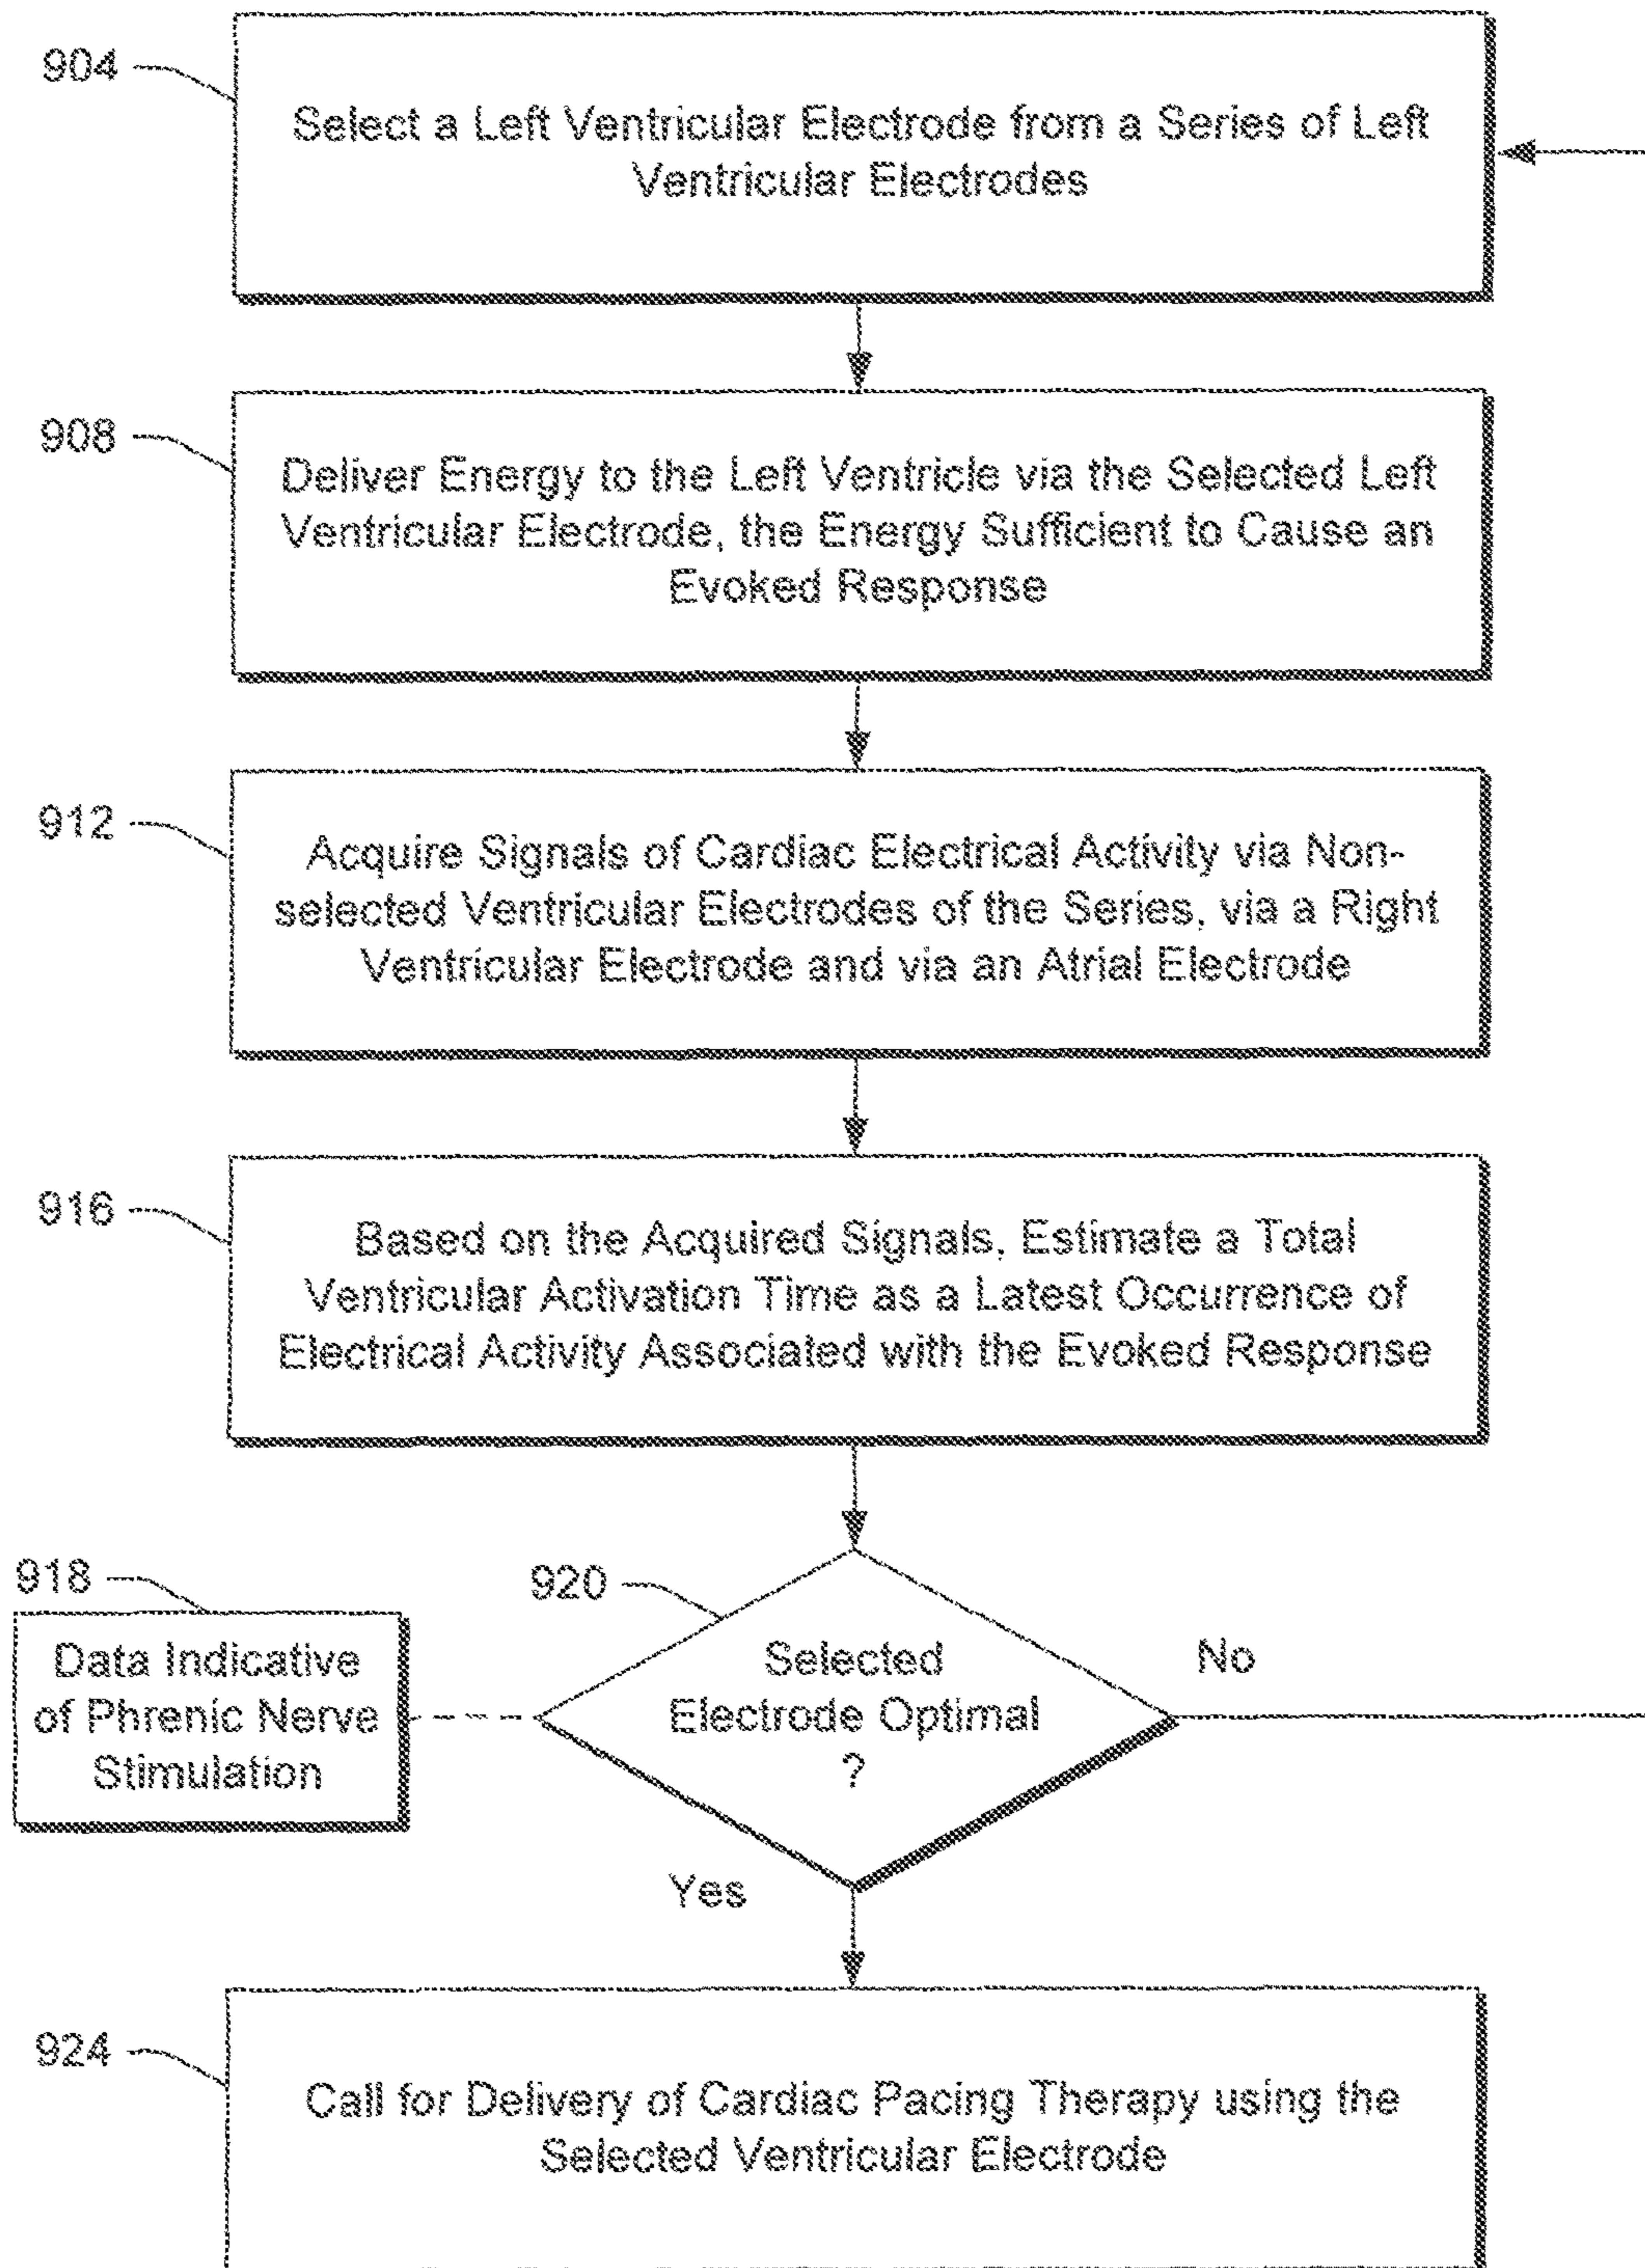 904
Select a Left Ventricular Electrode from a Series of Left
Ventricular Electrodes
908
Deliver Energy to the Left Ventricle via the Selected Left
Ventricular Electrode, the Energy Sufficient to Cause an
Evoked Response
912
Acquire Signals of Cardiac Electrical Activity via Non-
selected Ventricular Electrodes of the Series, via a Right
Ventricular Electrode and via an Atrial Electrode
916
Based on the Acquired Signals, Estimate a Total
Ventricular Activation Time as a Latest Occurrence of
Electrical Activity Associated with the Evoked Response
918
Data Indicative
of Phrenic Nerve
Stimulation
920
Selected
Electrode Optimal
?
No
Yes
924
Call for Delivery of Cardiac Pacing Therapy using the
Selected Ventricular Electrode